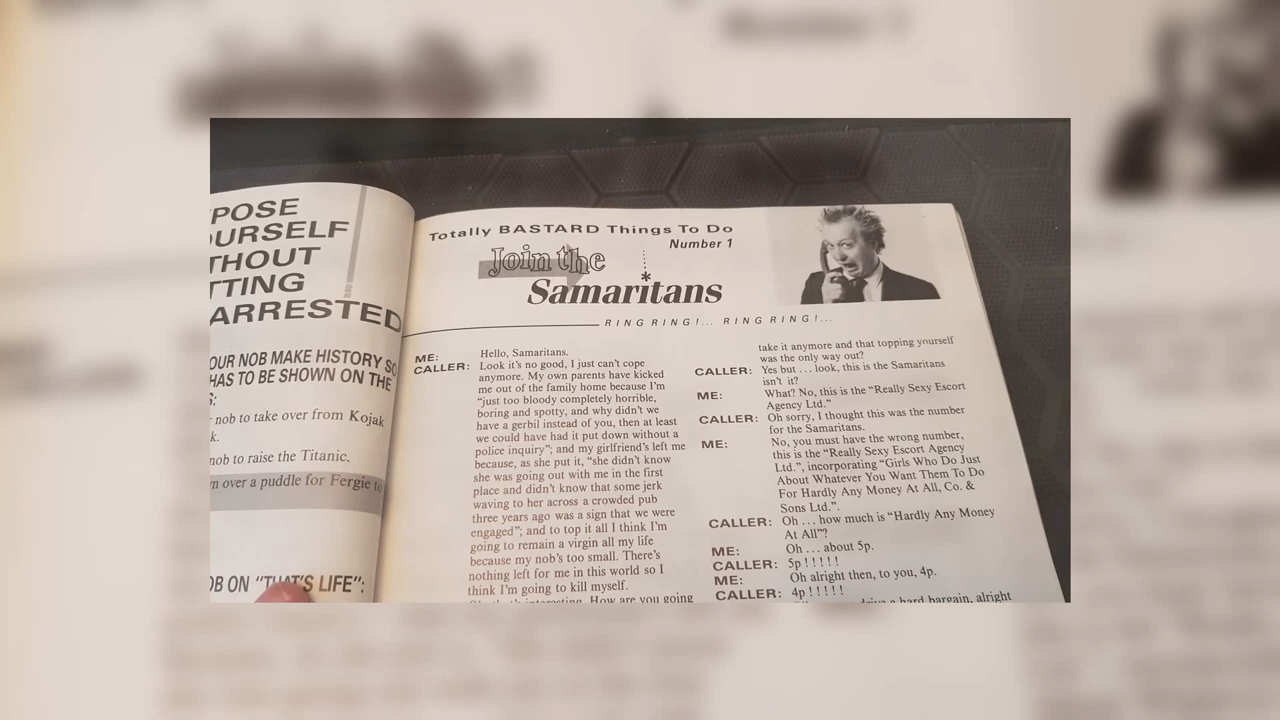 POSE
OURSELF
THOUT
TTING
ARRESTED
OUR NOB MAKE HISTORY SO
HAS TO BE SHOWN ON THE
S:
nob to take over from Kojak
k.
nob to raise the Titanic.
n over a puddle for Fergie to
OB ON "THAT'S LIFE":
Totally BASTARD Things To Do
Number 1
Join the
Samaritans
RING RING!... RING RING!...
ME: Hello, Samaritans.
CALLER: Look it's no good, I just can't cope
anymore. My own parents have kicked
me out of the family home because I'm
"just too bloody completely horrible,
boring and spotty, and why didn't we
have a gerbil instead of you, then at least
we could have had it put down without a
police inquiry"; and my girlfriend's left me
because, as she put it, "she didn't know
she was going out with me in the first
place and didn't know that some jerk
waving to her across a crowded pub
three years ago was a sign that we were
engaged"; and to top it all I think I'm
going to remain a virgin all my life
because my nob's too small. There's
nothing left for me in this world so I
think I'm going to kill myself.
interesting. How are you going
take it anymore and that topping yourself
was the only way out?
CALLER: Yes but ... look, this is the Samaritans
isn't it?
ME: What? No, this is the "Really Sexy Escort
Agency Ltd."
CALLER: Oh sorry, I thought this was the number
for the Samaritans.
ME: No, you must have the wrong number,
this is the "Really Sexy Escort Agency
Ltd.", incorporating "Girls Who Do Just
About Whatever You Want Them To Do
For Hardly Any Money At All, Co. &
Sons Ltd.".
CALLER: Oh ... how much is "Hardly Any Money
At All"?
ME: Oh ... about 5p.
CALLER: 5p ! ! ! ! !
ME: Oh alright then, to you, 4p.
CALLER: 4p ! ! ! ! !
drive a hard bargain, alright